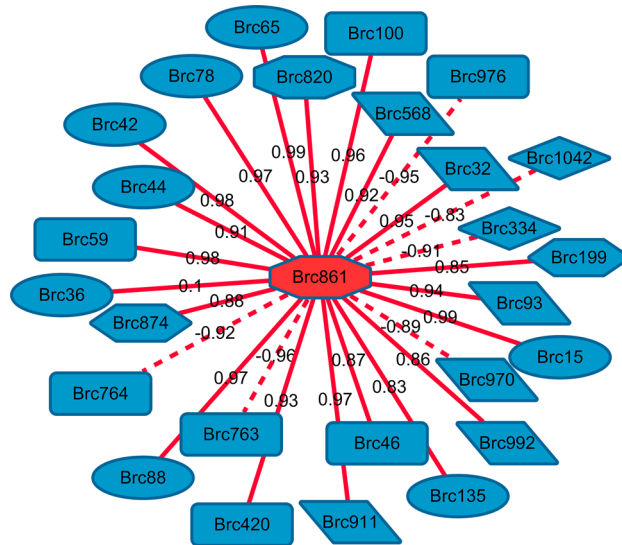 Brc65
Brc100
Brc78
Brc820
Brc976
Brc568
Brc42
Brc32
Brc1042
0.99
0.96
-0.95
0.97
0.93
Brc44
0.92
0.98
0.95
-0.83
Brc334
0.91
Brc59
-0.91
Brc199
0.98
0.85
Brc861
Brc36
0.1
0.94
Brc93
Brc874
0.88
0.99
-0.92
-0.89
Brc15
-0.96
0.87
0.86
0.97
Brc970
Brc764
0.83
0.93
0.97
Brc763
Brc46
Brc992
Brc88
Brc135
Brc420
Brc911